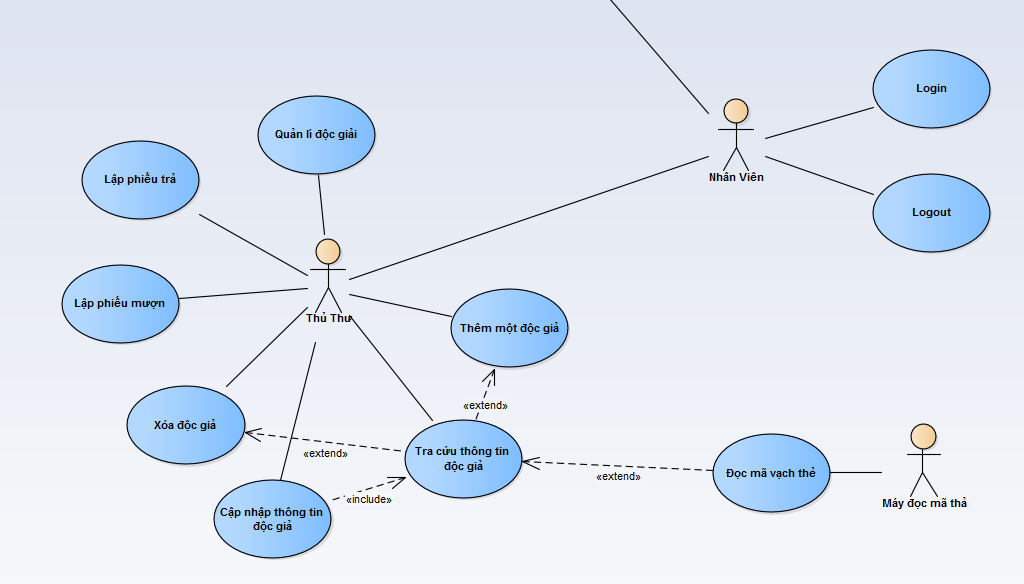 Login
Quản lí độc giải
Lập phiếu trả
Nhân Viên
Logout
Lập phiếu mượn
Thủ Thư
Thêm một độc giả
«extend»
Xóa độc giả
«extend»
Tra cứu thông tin
độc giả
«extend»
Đọc mã vạch thẻ
Máy đọc mã thả
«include»
Cập nhập thông tin
độc giả